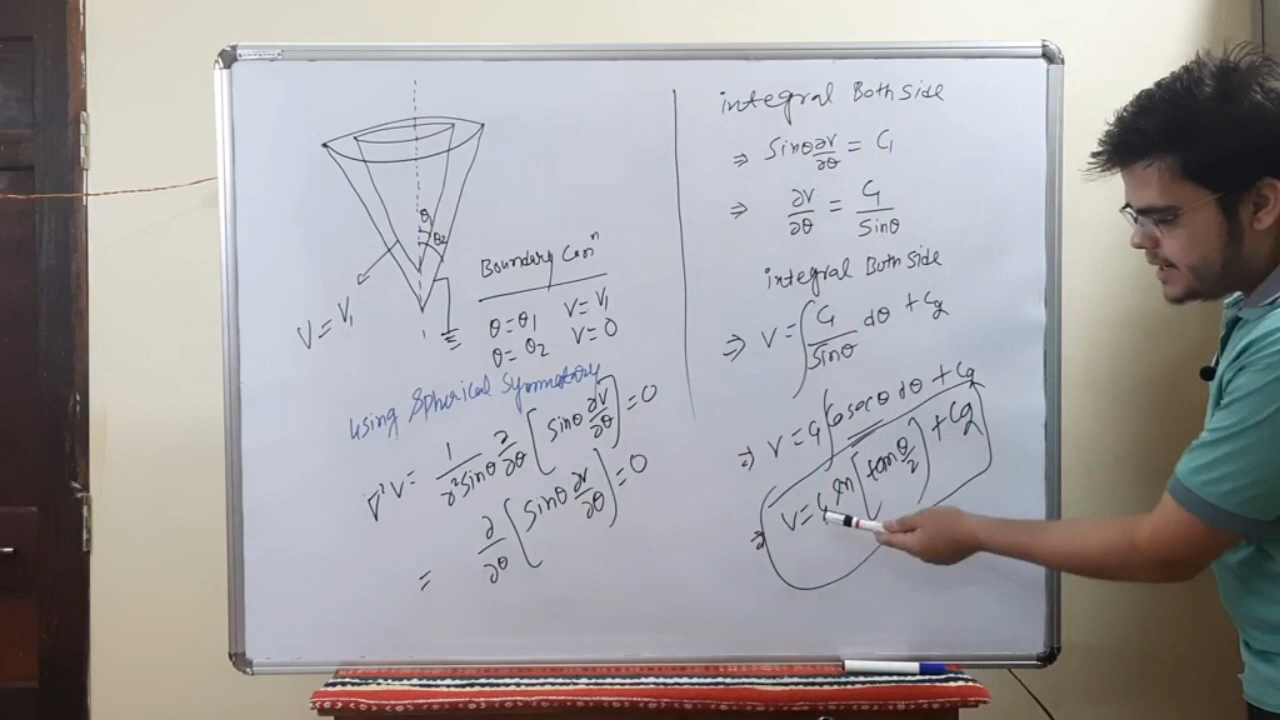 θ₁
θ₂
V = V₁
Boundary Conⁿ
θ = θ₁ V = V₁
θ = θ₂ V = 0
Using Spherical Symmetry
∇²V = 1/(r² sinθ) ∂/∂θ [sinθ ∂V/∂θ] = 0
= ∂/∂θ (sinθ ∂V/∂θ) = 0
integral Both side
⇒ Sinθ ∂V/∂θ = C₁
⇒ ∂V/∂θ = C₁/Sinθ
integral Both side
⇒ V = ∫ C₁/Sinθ dθ + C₂
⇒ V = C₁ ∫ Cosecθ dθ + C₂
⇒ V = C₁ ln [tan θ/2] + C₂